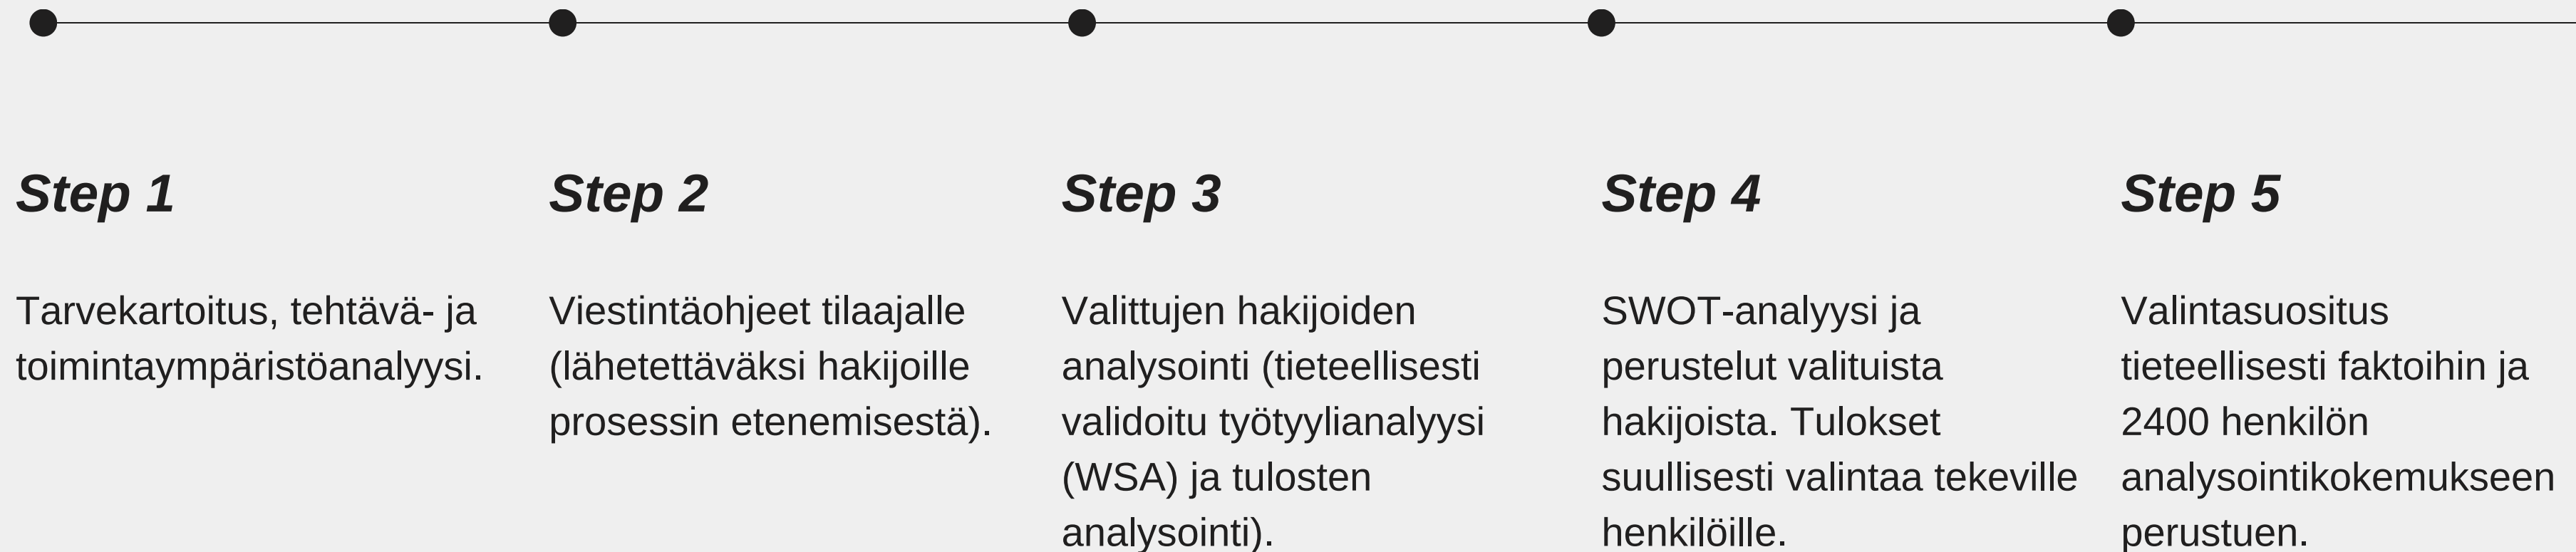 Step 1
Tarvekartoitus, tehtävä- ja
toimintaympäristöanalyysi.
Step 2
Viestintäohjeet tilaajalle
(lähetettäväksi hakijoille
prosessin etenemisestä).
Step 3
Valittujen hakijoiden
analysointi (tieteellisesti
validoitu työtyylianalyysi
(WSA) ja tulosten
analysointi).
Step 4
SWOT-analyysi ja
perustelut valituista
hakijoista. Tulokset
suullisesti valintaa tekeville
henkilöille.
Step 5
Valintasuositus
tieteellisesti faktoihin ja
2400 henkilön
analysointikokemukseen
perustuen.